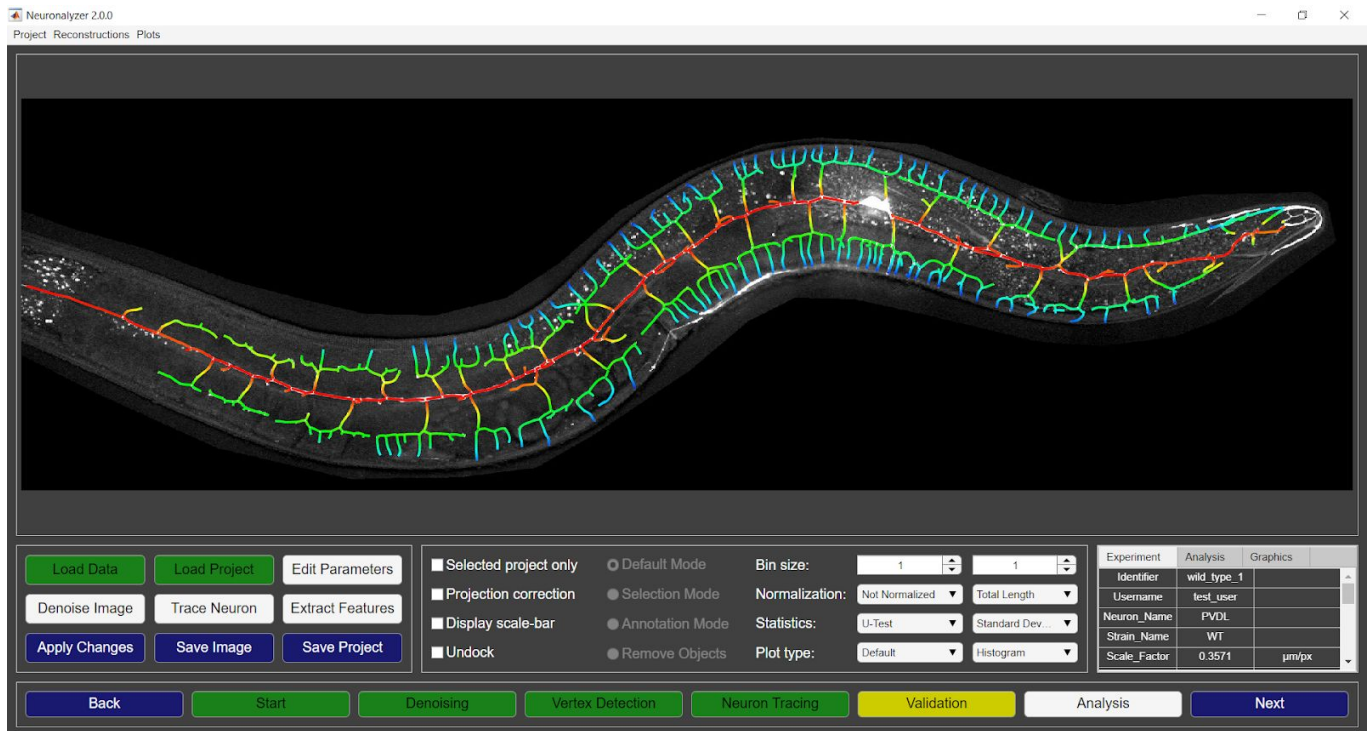 Neuronalyzer 2.0.0
Project Reconstructions Plots
Load Data Load Project Edit Parameters
Denoise Image Trace Neuron Extract Features
Apply Changes Save Image Save Project
Selected project only Default Mode
Projection correction Selection Mode
Display scale-bar Annotation Mode
Undock Remove Objects
Bin size: 1 1
Normalization: Not Normalized Total Length
Statistics: U-Test Standard Dev...
Plot type: Default Histogram
Experiment Analysis Graphics
Identifier wild_type_1
Username test_user
Neuron_Name PVDL
Strain_Name WT
Scale_Factor 0.3571 µm/px
Back Start Denoising Vertex Detection Neuron Tracing Validation Analysis Next